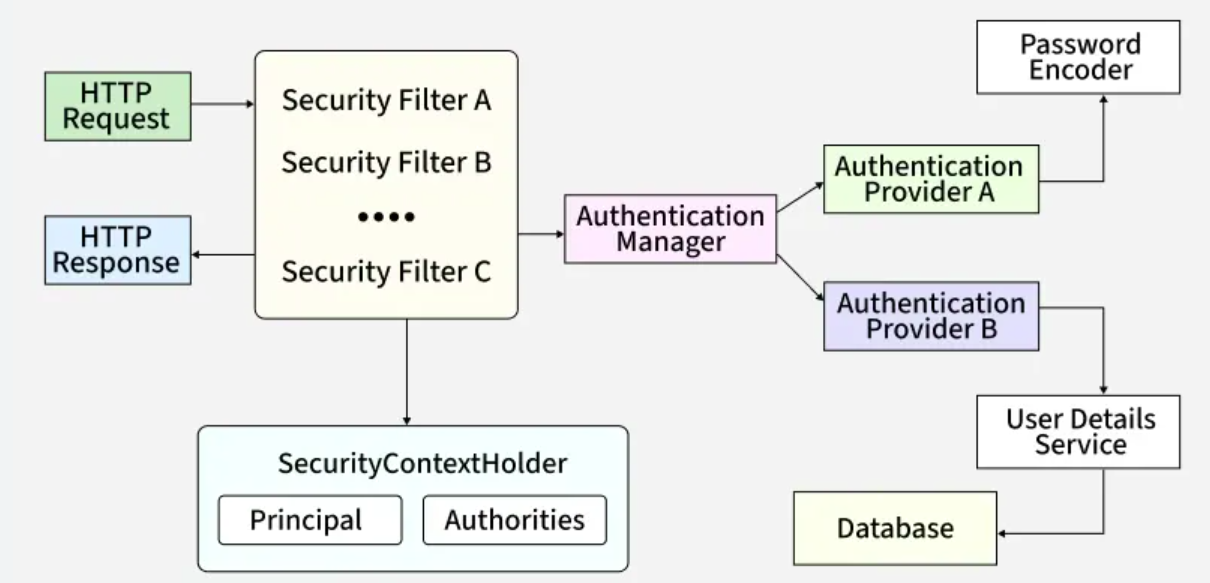 HTTP
Request
HTTP
Response
Security Filter A
Security Filter B
••••
Security Filter C
Authentication
Manager
Authentication
Provider A
Password
Encoder
Authentication
Provider B
User Details
Service
Database
SecurityContextHolder
Principal
Authorities